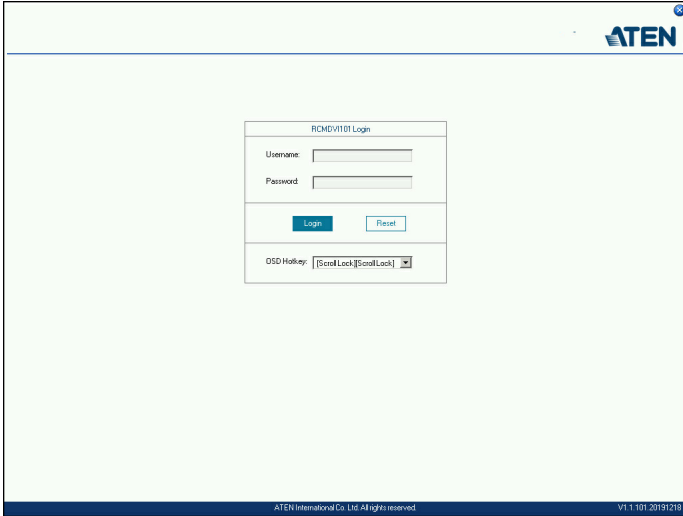 ATEN
RCMDVI101 Login
Username:
Password:
Login
Reset
OSD Hotkey:
[Scroll Lock][Scroll Lock]
ATEN International Co. Ltd. All rights reserved.
V1.1.101.20191218